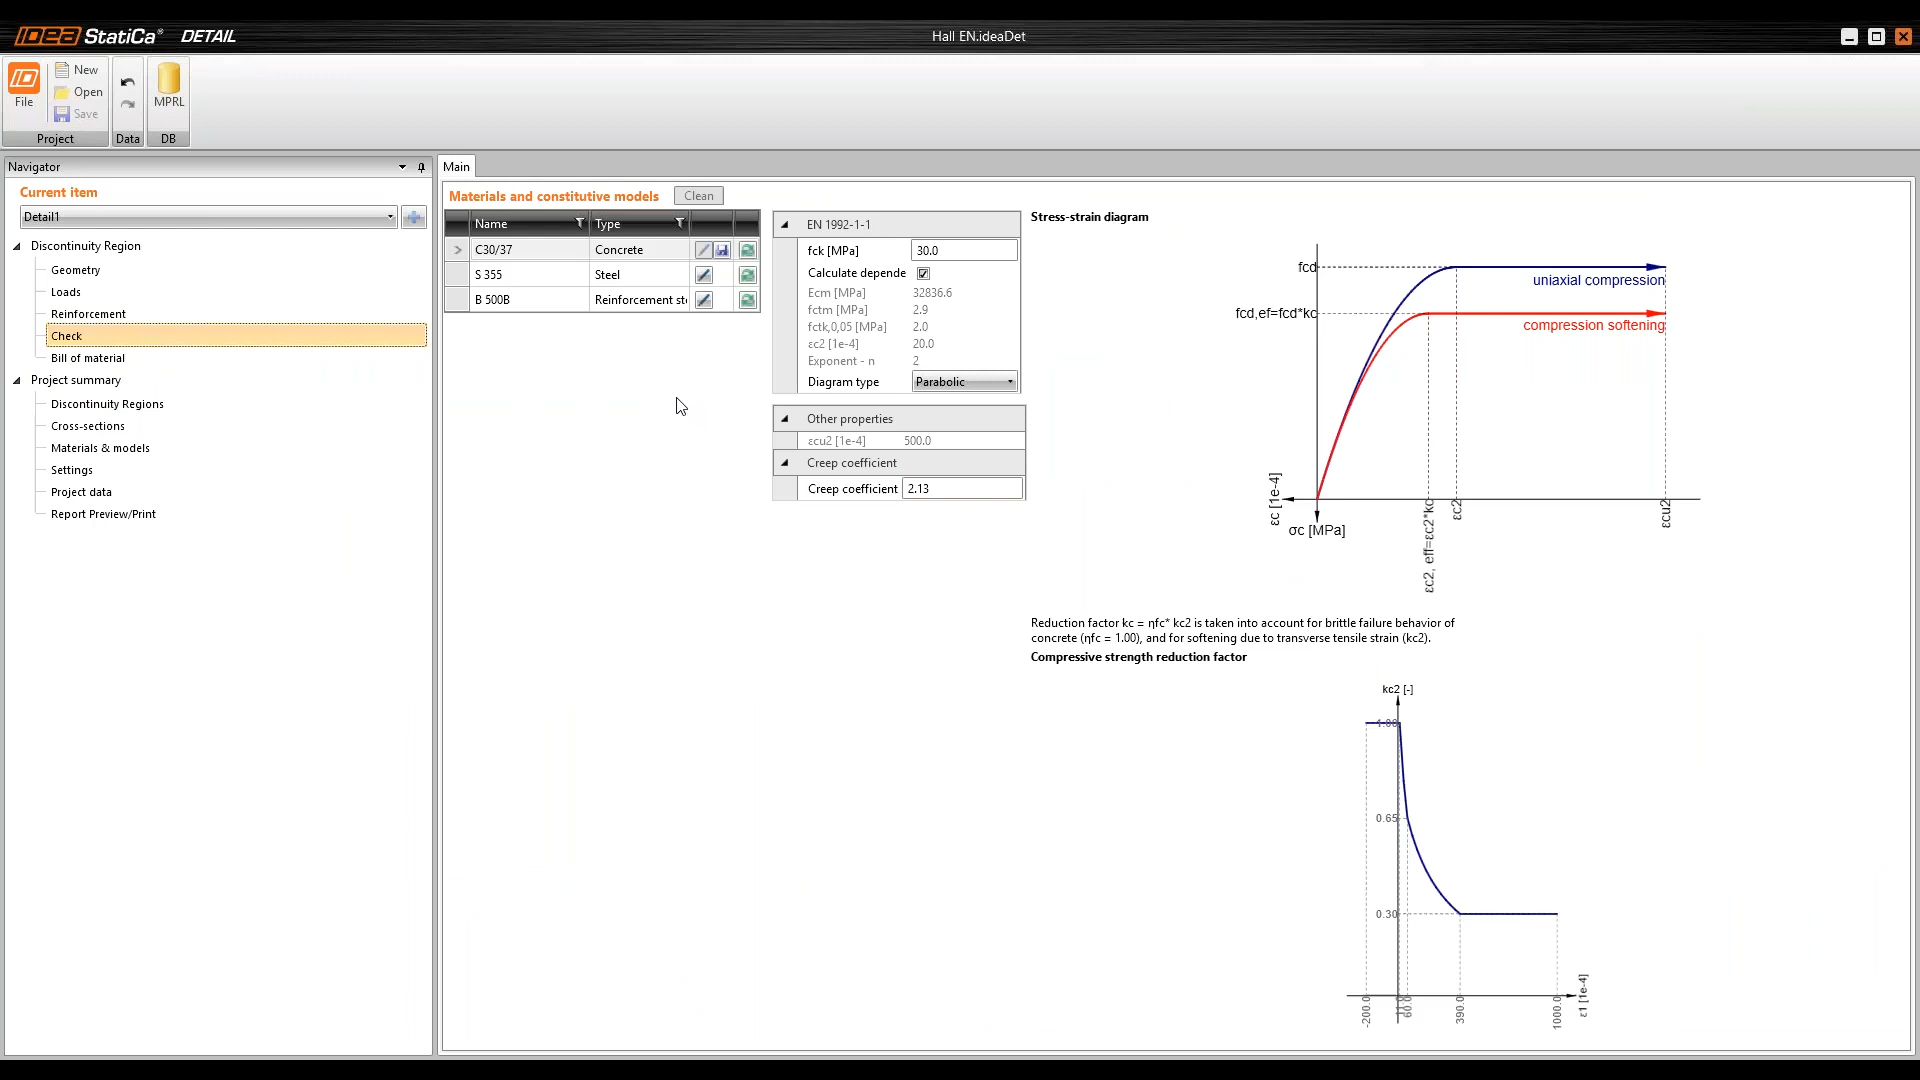 IDEA StatiCa® DETAIL
Hall EN.ideaDet
File
New
Open
Save
Project
Data
MPRL
DB
Navigator
Current item
Detail1
Discontinuity Region
Geometry
Loads
Reinforcement
Check
Bill of material
Project summary
Discontinuity Regions
Cross-sections
Materials & models
Settings
Project data
Report Preview/Print
Main
Materials and constitutive models Clean
Name Type
C30/37 Concrete
S 355 Steel
B 500B Reinforcement st
EN 1992-1-1
fck [MPa] 30.0
Calculate depende
Ecm [MPa] 32836.6
fctm [MPa] 2.9
fctk,0,05 [MPa] 2.0
εc2 [1e-4] 20.0
Exponent - n 2
Diagram type Parabolic
Other properties
εcu2 [1e-4] 500.0
Creep coefficient
Creep coefficient 2.13
Stress-strain diagram
fcd
uniaxial compression
fcd,ef=fcd*kc
compression softening
εc [1e-4]
σc [MPa]
εc2, eff=εc2*kc
εc2
εcu2
Reduction factor kc = ηfc* kc2 is taken into account for brittle failure behavior of
concrete (ηfc = 1.00), and for softening due to transverse tensile strain (kc2).
Compressive strength reduction factor
kc2 [-]
1.00
0.65
0.30
-200.0
60.0
390.0
1000.0
ε1 [1e-4]